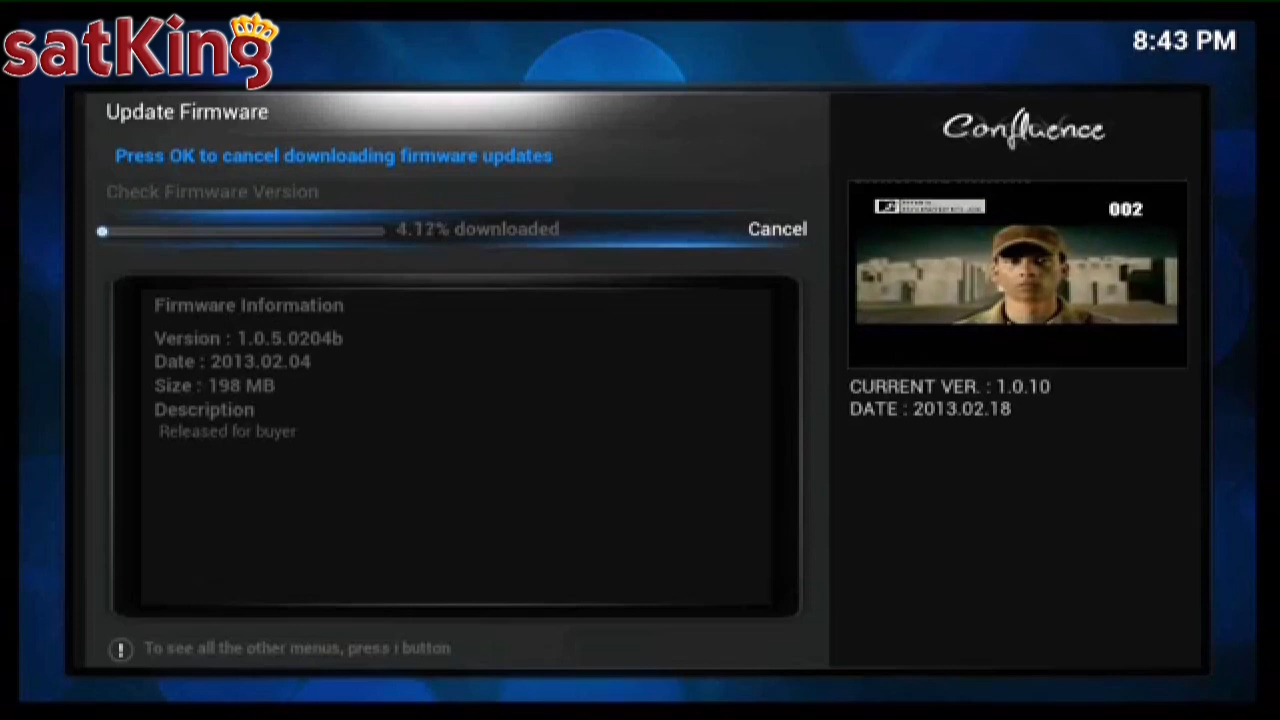 satKing
8:43 PM
Update Firmware
Press OK to cancel downloading firmware updates
Check Firmware Version
4.12% downloaded
Cancel
Firmware Information
Version : 1.0.5.0204b
Date : 2013.02.04
Size : 198 MB
Description
Released for buyer
To see all the other menus, press i button
Confluence
002
CURRENT VER. : 1.0.10
DATE : 2013.02.18